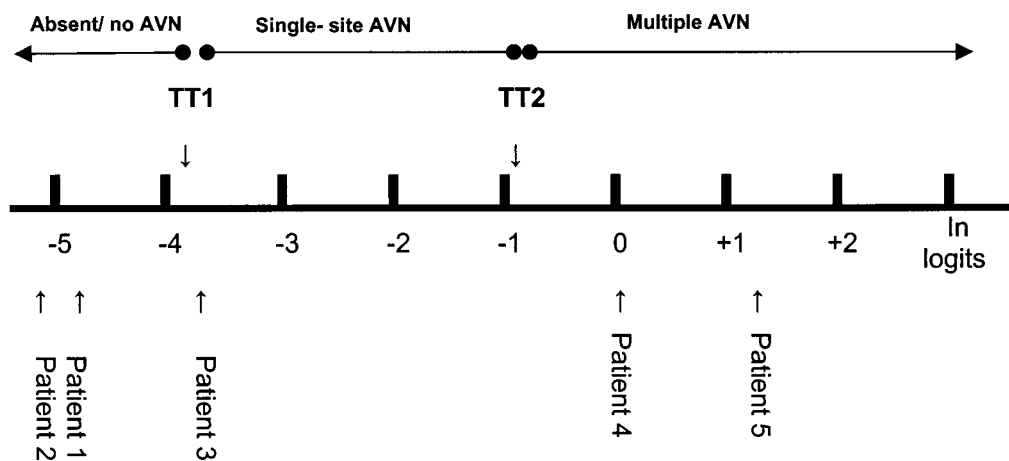 Absent/ no AVN Single- site AVN Multiple AVN
TT1 TT2
-5 -4 -3 -2 -1 0 +1 +2 In logits
Patient 2
Patient 1
Patient 3
Patient 4
Patient 5